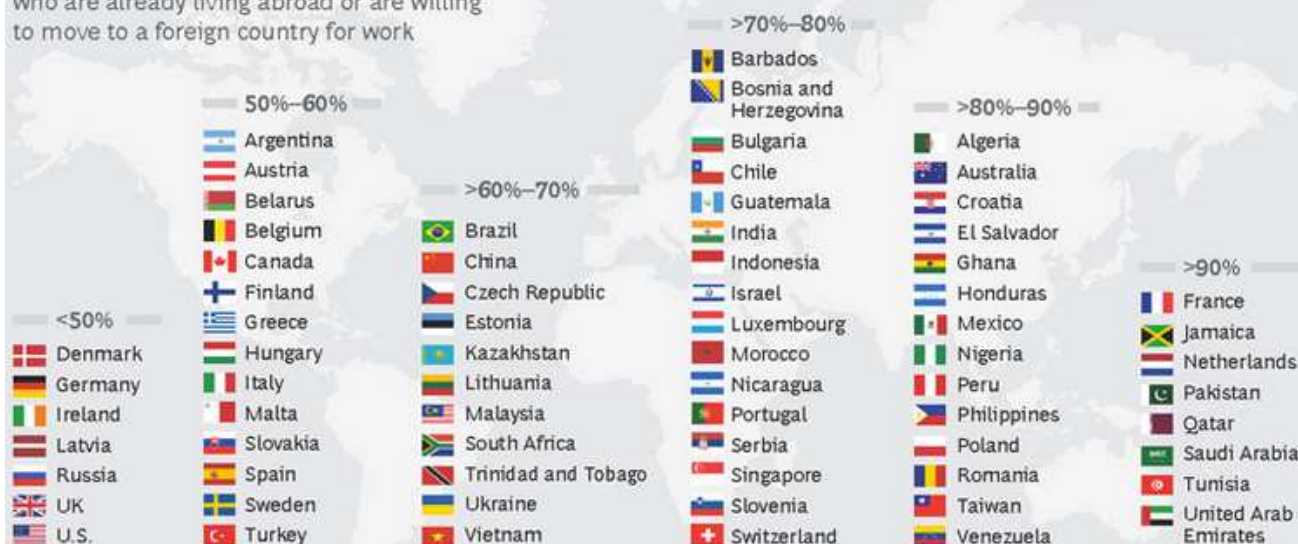 who are already living abroad or are willing
to move to a foreign country for work
<50%
Denmark
Germany
Ireland
Latvia
Russia
UK
U.S.
50%–60%
Argentina
Austria
Belarus
Belgium
Canada
Finland
Greece
Hungary
Italy
Malta
Slovakia
Spain
Sweden
Turkey
>60%–70%
Brazil
China
Czech Republic
Estonia
Kazakhstan
Lithuania
Malaysia
South Africa
Trinidad and Tobago
Ukraine
Vietnam
>70%–80%
Barbados
Bosnia and
Herzegovina
Bulgaria
Chile
Guatemala
India
Indonesia
Israel
Luxembourg
Morocco
Nicaragua
Portugal
Serbia
Singapore
Slovenia
Switzerland
>80%–90%
Algeria
Australia
Croatia
El Salvador
Ghana
Honduras
Mexico
Nigeria
Peru
Philippines
Poland
Romania
Taiwan
Venezuela
>90%
France
Jamaica
Netherlands
Pakistan
Qatar
Saudi Arabia
Tunisia
United Arab
Emirates